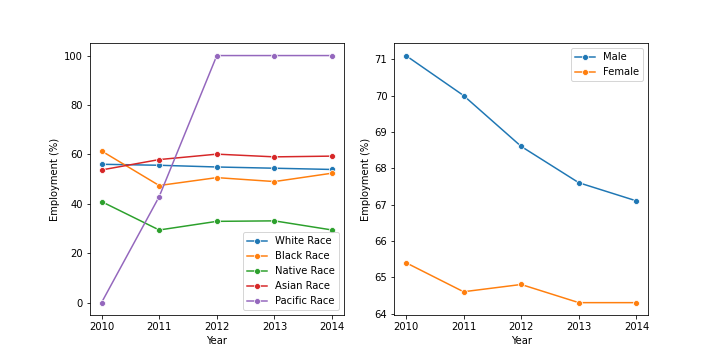 Employment (%)
100
80
60
40
20
0
2010 2011 2012 2013 2014
Year
White Race
Black Race
Native Race
Asian Race
Pacific Race
Employment (%)
71
70
69
68
67
66
65
64
2010 2011 2012 2013 2014
Year
Male
Female